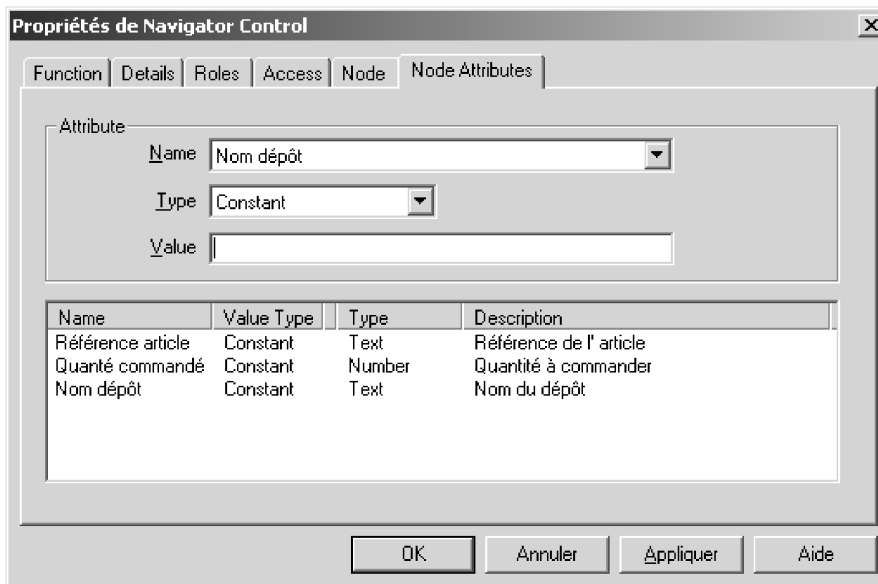 Propriétés de Navigator Control
Function Details Roles Access Node Node Attributes
Attribute
Name Nom dépôt
Type Constant
Value
Name Value Type Type Description
Référence article Constant Text Référence de l' article
Quanté commandé Constant Number Quantité à commander
Nom dépôt Constant Text Nom du dépôt
OK Annuler Appliquer Aide